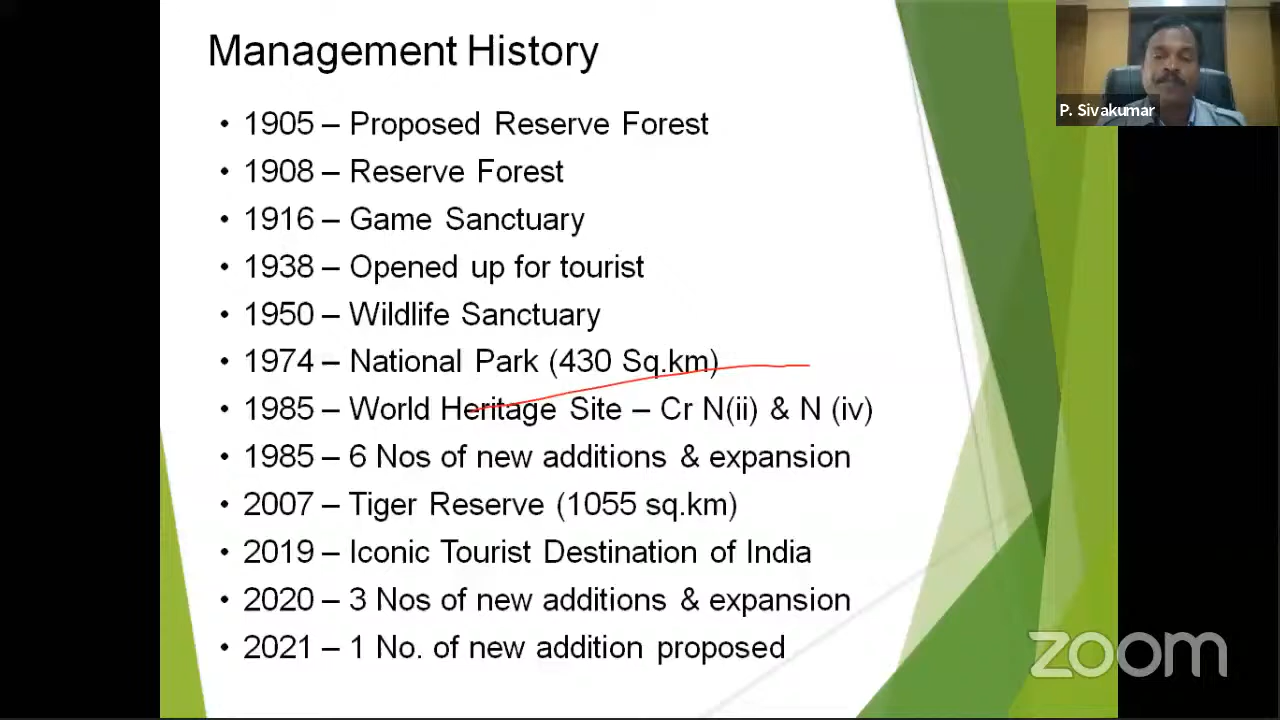 Management History
• 1905 – Proposed Reserve Forest
• 1908 – Reserve Forest
• 1916 – Game Sanctuary
• 1938 – Opened up for tourist
• 1950 – Wildlife Sanctuary
• 1974 – National Park (430 Sq.km)
• 1985 – World Heritage Site – Cr N(ii) & N (iv)
• 1985 – 6 Nos of new additions & expansion
• 2007 – Tiger Reserve (1055 sq.km)
• 2019 – Iconic Tourist Destination of India
• 2020 – 3 Nos of new additions & expansion
• 2021 – 1 No. of new addition proposed
P. Sivakumar
zoom